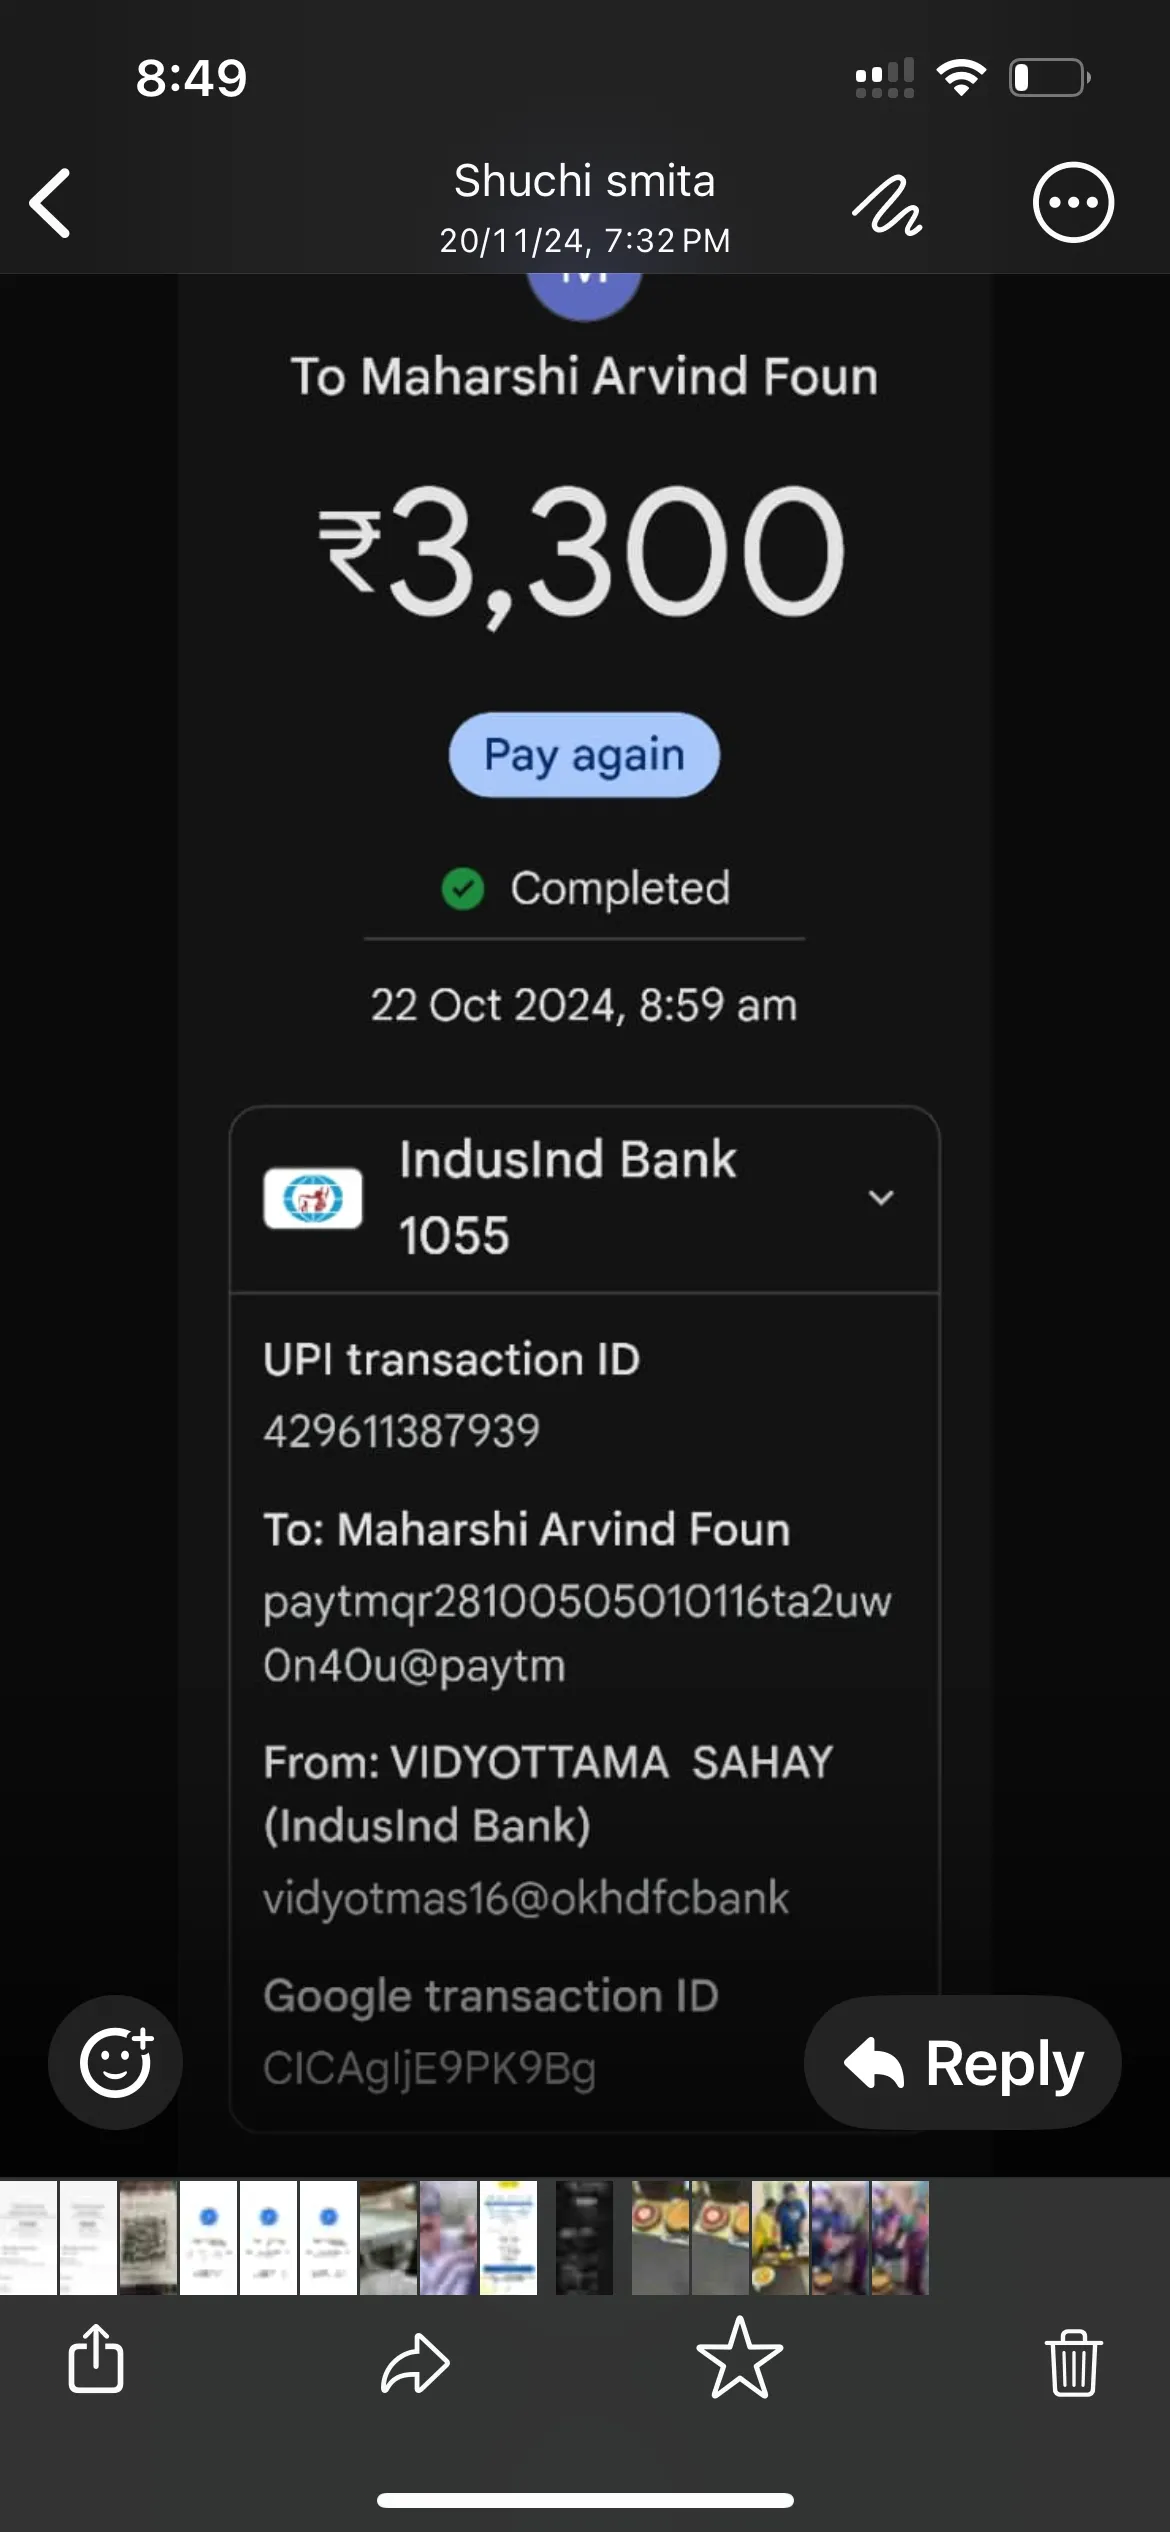 8:49
Shuchi smita
20/11/24, 7:32 PM
To Maharshi Arvind Foun
₹3,300
Pay again
Completed
22 Oct 2024, 8:59 am
IndusInd Bank
1055
UPI transaction ID
429611387939
To: Maharshi Arvind Foun
paytmqr28100505010116ta2uw
0n40u@paytm
From: VIDYOTTAMA SAHAY
(IndusInd Bank)
vidyotmas16@okhdfcbank
Google transaction ID
CICAgIjE9PK9Bg
Reply